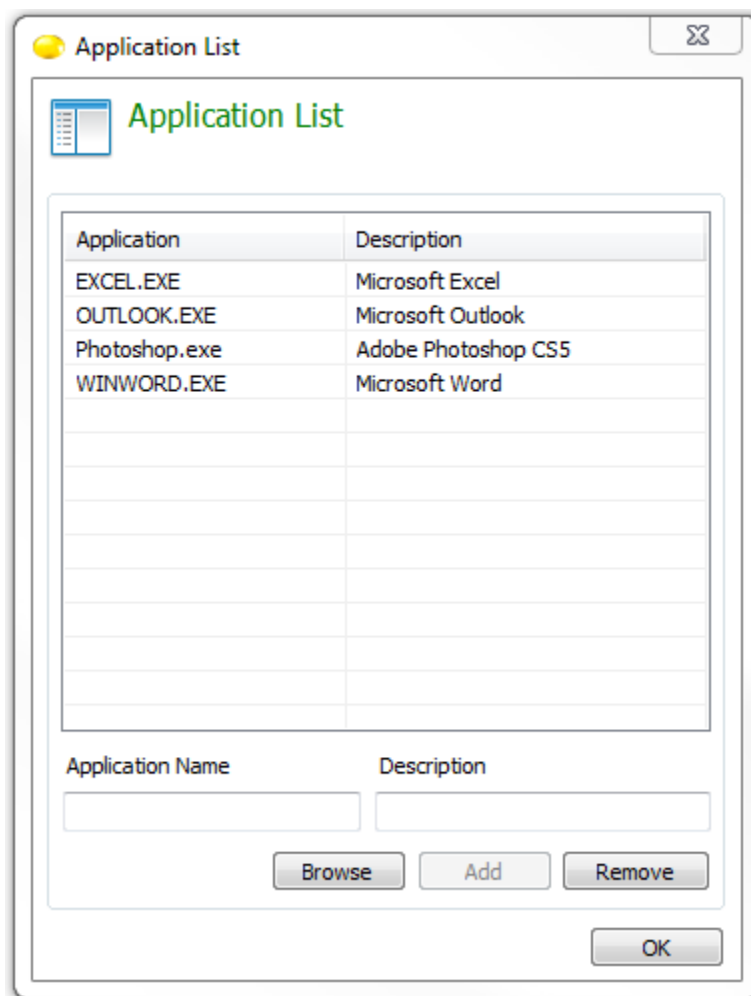 Application List
Application List
Application Description
EXCEL.EXE Microsoft Excel
OUTLOOK.EXE Microsoft Outlook
Photoshop.exe Adobe Photoshop CS5
WINWORD.EXE Microsoft Word
Application Name Description
Browse Add Remove
OK